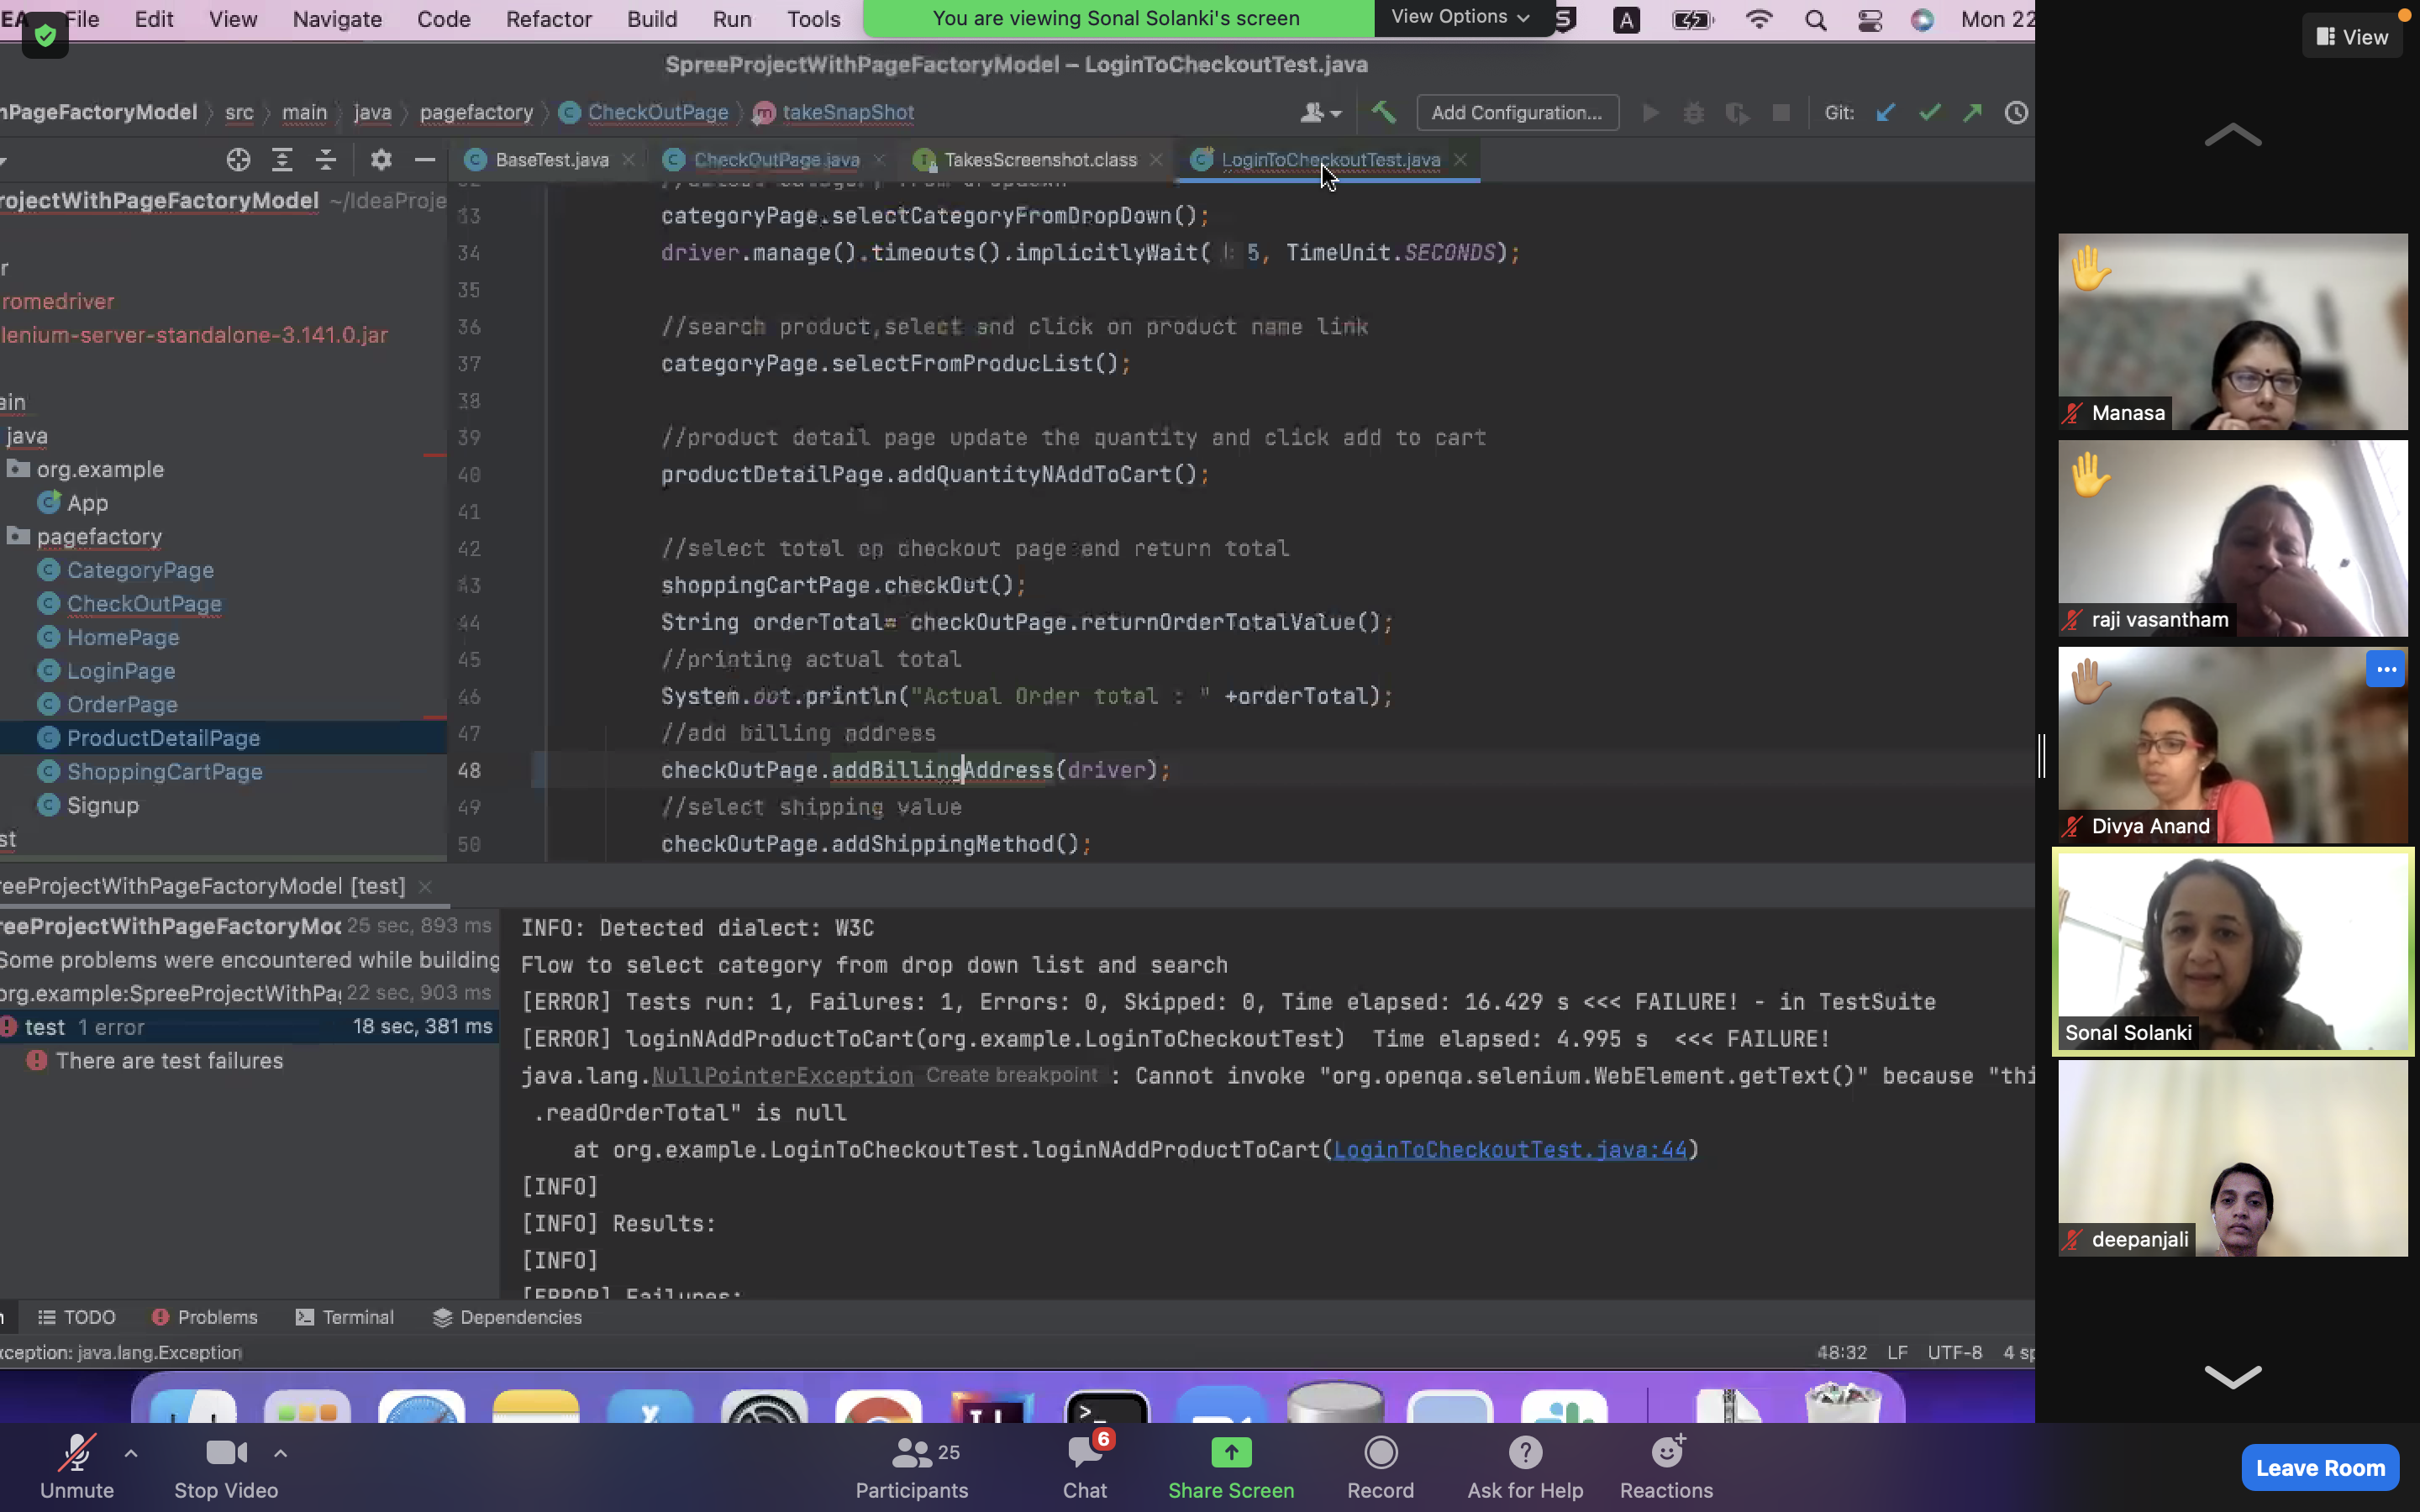 EA File Edit View Navigate Code Refactor Build Run Tools
You are viewing Sonal Solanki's screen View Options
S A Mon 22
View
SpreeProjectWithPageFactoryModel – LoginToCheckoutTest.java
hPageFactoryModel src main java pagefactory CheckOutPage takeSnapShot
Add Configuration... Git:
BaseTest.java CheckOutPage.java TakesScreenshot.class LoginToCheckoutTest.java
rojectWithPageFactoryModel ~/IdeaProje
r
romedriver
lenium-server-standalone-3.141.0.jar
ain
java
org.example
App
pagefactory
CategoryPage
CheckOutPage
HomePage
LoginPage
OrderPage
ProductDetailPage
ShoppingCartPage
Signup
st
33 categoryPage.selectCategoryFromDropDown();
34 driver.manage().timeouts().implicitlyWait( l: 5, TimeUnit.SECONDS);
35
36 //search product,select and click on product name link
37 categoryPage.selectFromProducList();
38
39 //product detail page update the quantity and click add to cart
40 productDetailPage.addQuantityNAddToCart();
41
42 //select total on checkout page and return total
43 shoppingCartPage.checkOut();
44 String orderTotal= checkOutPage.returnOrderTotalValue();
45 //printing actual total
46 System.out.println("Actual Order total : " +orderTotal);
47 //add billing address
48 checkOutPage.addBillingAddress(driver);
49 //select shipping value
50 checkOutPage.addShippingMethod();
reeProjectWithPageFactoryModel [test]
reeProjectWithPageFactoryMod 25 sec, 893 ms
Some problems were encountered while building
org.example:SpreeProjectWithPa 22 sec, 903 ms
test 1 error 18 sec, 381 ms
There are test failures
INFO: Detected dialect: W3C
Flow to select category from drop down list and search
[ERROR] Tests run: 1, Failures: 1, Errors: 0, Skipped: 0, Time elapsed: 16.429 s <<< FAILURE! - in TestSuite
[ERROR] loginNAddProductToCart(org.example.LoginToCheckoutTest) Time elapsed: 4.995 s <<< FAILURE!
java.lang.NullPointerException Create breakpoint : Cannot invoke "org.openqa.selenium.WebElement.getText()" because "thi
.readOrderTotal" is null
at org.example.LoginToCheckoutTest.loginNAddProductToCart(LoginToCheckoutTest.java:44)
[INFO]
[INFO] Results:
[INFO]
[ERROR] Failures:
TODO Problems Terminal Dependencies
ception: java.lang.Exception
48:32 LF UTF-8 4 sp
Manasa
raji vasantham
Divya Anand
Sonal Solanki
deepanjali
25
6
Unmute Stop Video Participants Chat Share Screen Record Ask for Help Reactions
Leave Room